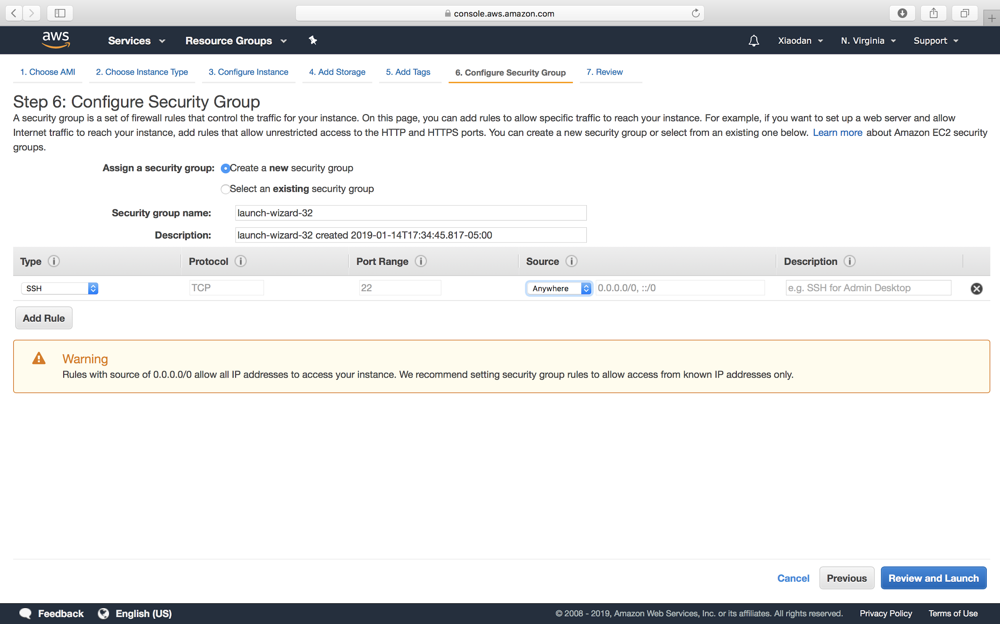 console.aws.amazon.com
aws
Services
Resource Groups
Xiaodan
N. Virginia
Support
1. Choose AMI
2. Choose Instance Type
3. Configure Instance
4. Add Storage
5. Add Tags
6. Configure Security Group
7. Review
Step 6: Configure Security Group
A security group is a set of firewall rules that control the traffic for your instance. On this page, you can add rules to allow specific traffic to reach your instance. For example, if you want to set up a web server and allow
Internet traffic to reach your instance, add rules that allow unrestricted access to the HTTP and HTTPS ports. You can create a new security group or select from an existing one below. Learn more about Amazon EC2 security
groups.
Assign a security group: Create a new security group
Select an existing security group
Security group name: launch-wizard-32
Description: launch-wizard-32 created 2019-01-14T17:34:45.817-05:00
Type i Protocol i Port Range i Source i Description i
SSH TCP 22 Anywhere 0.0.0.0/0, ::/0 e.g. SSH for Admin Desktop
Add Rule
Warning
Rules with source of 0.0.0.0/0 allow all IP addresses to access your instance. We recommend setting security group rules to allow access from known IP addresses only.
Cancel Previous Review and Launch
Feedback English (US) © 2008 - 2019, Amazon Web Services, Inc. or its affiliates. All rights reserved. Privacy Policy Terms of Use